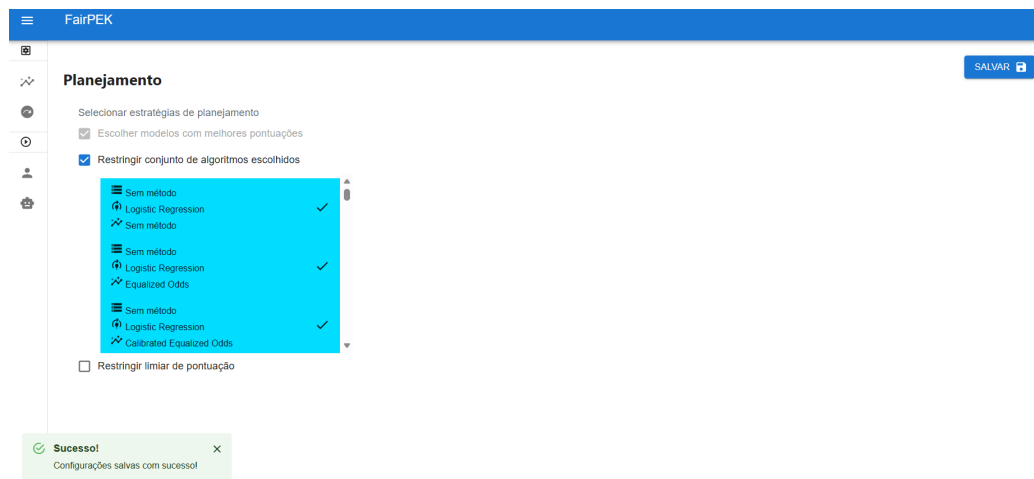 FairPEK
SALVAR
Planejamento
Selecionar estratégias de planejamento
Escolher modelos com melhores pontuações
Restringir conjunto de algoritmos escolhidos
Sem método
Logistic Regression
Sem método
Sem método
Logistic Regression
Equalized Odds
Sem método
Logistic Regression
Calibrated Equalized Odds
Restringir limiar de pontuação
Sucesso!
Configurações salvas com sucesso!